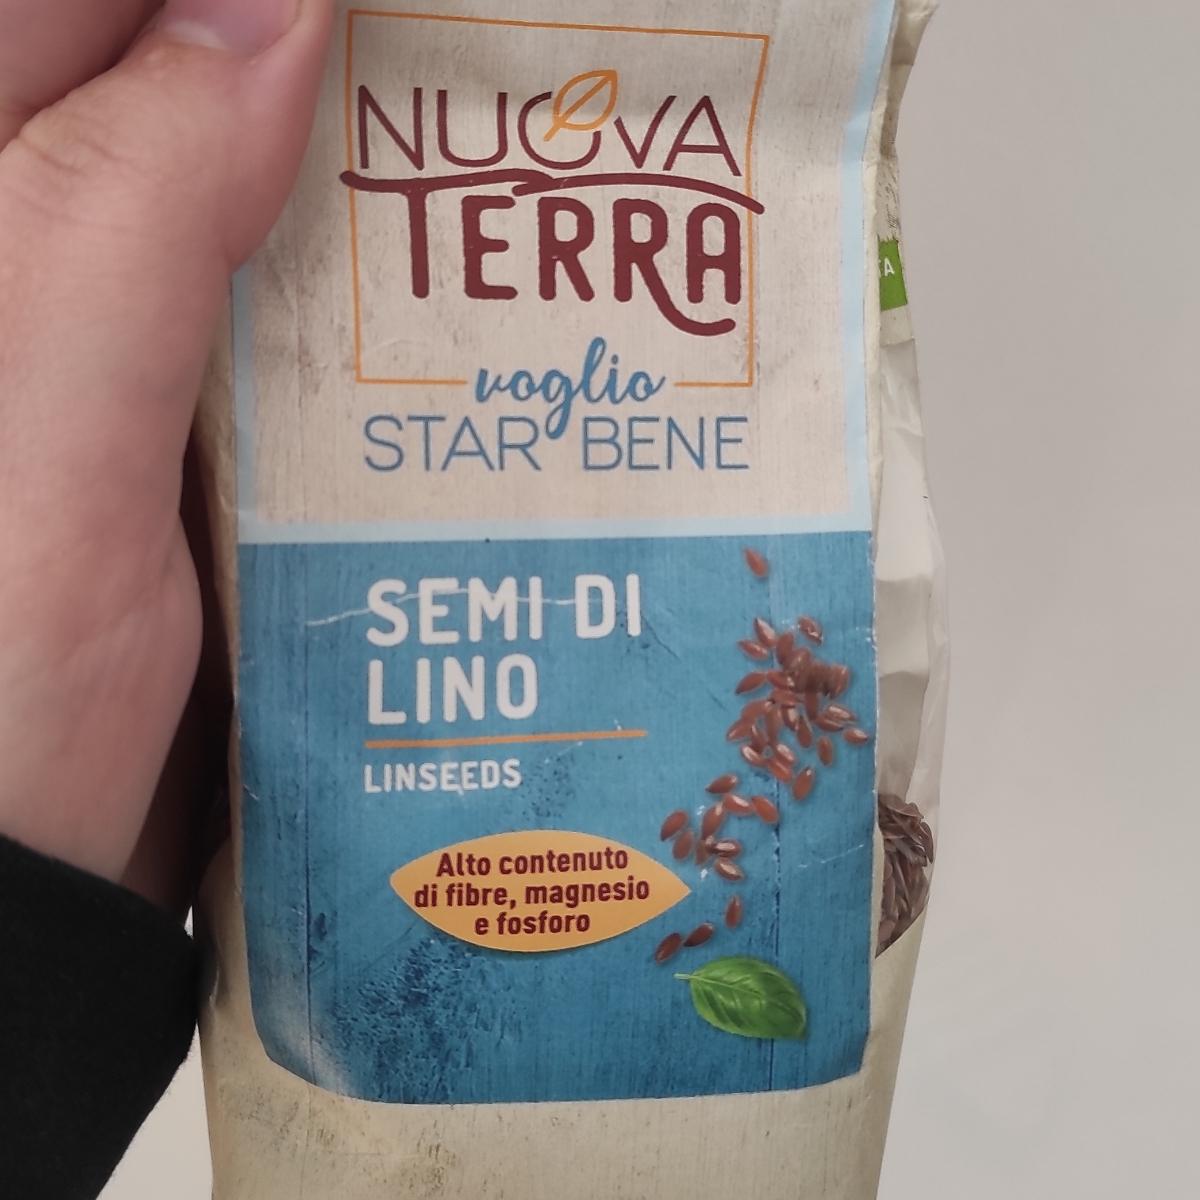 NUOVA
TERRA
voglio
STAR BENE
SEMI DI
LINO
LINSEEDS
Alto contenuto
di fibre, magnesio
e fosforo